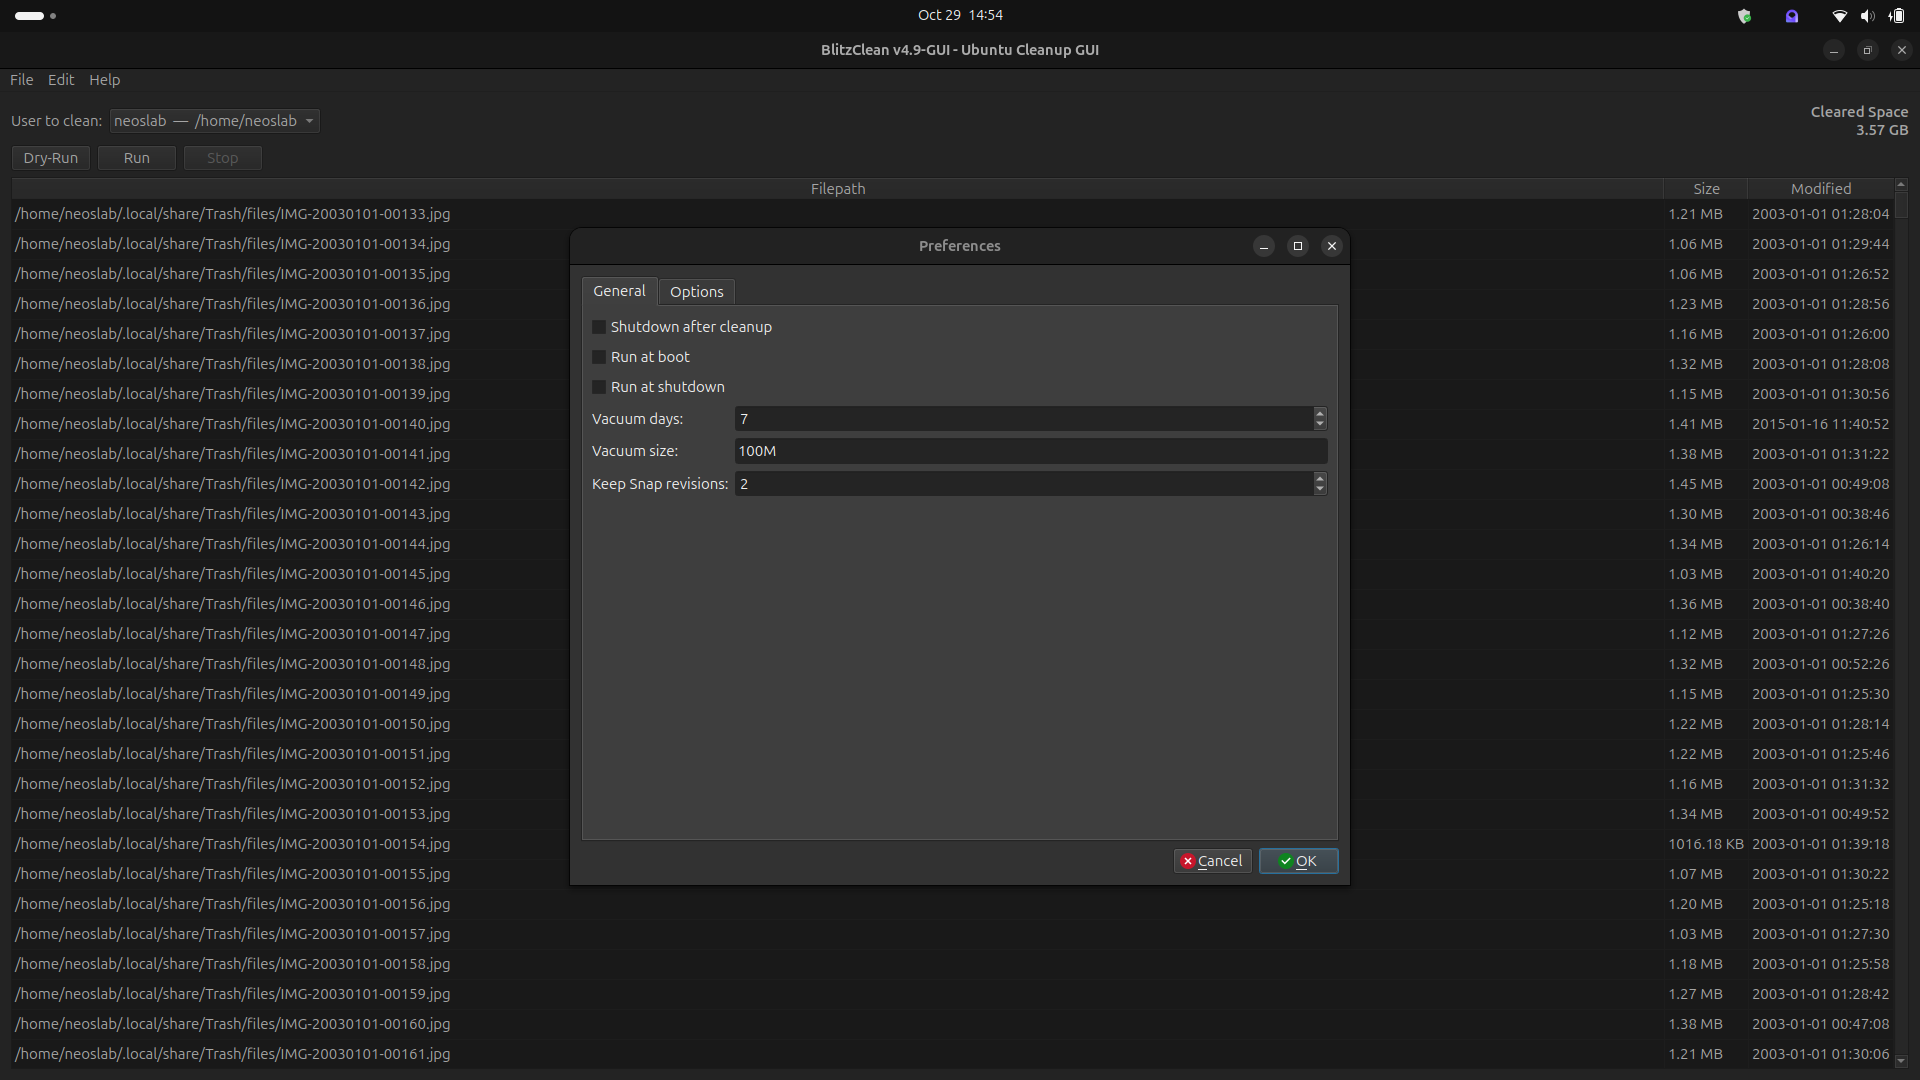 Oct 29 14:54
BlitzClean v4.9-GUI - Ubuntu Cleanup GUI
File Edit Help
User to clean: neoslab — /home/neoslab
Cleared Space
3.57 GB
Dry-Run Run Stop
Filepath Size Modified
/home/neoslab/.local/share/Trash/files/IMG-20030101-00133.jpg 1.21 MB 2003-01-01 01:28:04
/home/neoslab/.local/share/Trash/files/IMG-20030101-00134.jpg 1.06 MB 2003-01-01 01:29:44
/home/neoslab/.local/share/Trash/files/IMG-20030101-00135.jpg 1.06 MB 2003-01-01 01:26:52
/home/neoslab/.local/share/Trash/files/IMG-20030101-00136.jpg 1.23 MB 2003-01-01 01:28:56
/home/neoslab/.local/share/Trash/files/IMG-20030101-00137.jpg 1.16 MB 2003-01-01 01:26:00
/home/neoslab/.local/share/Trash/files/IMG-20030101-00138.jpg 1.32 MB 2003-01-01 01:28:08
/home/neoslab/.local/share/Trash/files/IMG-20030101-00139.jpg 1.15 MB 2003-01-01 01:30:56
/home/neoslab/.local/share/Trash/files/IMG-20030101-00140.jpg 1.41 MB 2015-01-16 11:40:52
/home/neoslab/.local/share/Trash/files/IMG-20030101-00141.jpg 1.38 MB 2003-01-01 01:31:22
/home/neoslab/.local/share/Trash/files/IMG-20030101-00142.jpg 1.45 MB 2003-01-01 00:49:08
/home/neoslab/.local/share/Trash/files/IMG-20030101-00143.jpg 1.30 MB 2003-01-01 00:38:46
/home/neoslab/.local/share/Trash/files/IMG-20030101-00144.jpg 1.34 MB 2003-01-01 01:26:14
/home/neoslab/.local/share/Trash/files/IMG-20030101-00145.jpg 1.03 MB 2003-01-01 01:40:20
/home/neoslab/.local/share/Trash/files/IMG-20030101-00146.jpg 1.36 MB 2003-01-01 00:38:40
/home/neoslab/.local/share/Trash/files/IMG-20030101-00147.jpg 1.12 MB 2003-01-01 01:27:26
/home/neoslab/.local/share/Trash/files/IMG-20030101-00148.jpg 1.32 MB 2003-01-01 00:52:26
/home/neoslab/.local/share/Trash/files/IMG-20030101-00149.jpg 1.15 MB 2003-01-01 01:25:30
/home/neoslab/.local/share/Trash/files/IMG-20030101-00150.jpg 1.22 MB 2003-01-01 01:28:14
/home/neoslab/.local/share/Trash/files/IMG-20030101-00151.jpg 1.22 MB 2003-01-01 01:25:46
/home/neoslab/.local/share/Trash/files/IMG-20030101-00152.jpg 1.16 MB 2003-01-01 01:31:32
/home/neoslab/.local/share/Trash/files/IMG-20030101-00153.jpg 1.34 MB 2003-01-01 00:49:52
/home/neoslab/.local/share/Trash/files/IMG-20030101-00154.jpg 1016.18 KB 2003-01-01 01:39:18
/home/neoslab/.local/share/Trash/files/IMG-20030101-00155.jpg 1.07 MB 2003-01-01 01:30:22
/home/neoslab/.local/share/Trash/files/IMG-20030101-00156.jpg 1.20 MB 2003-01-01 01:25:18
/home/neoslab/.local/share/Trash/files/IMG-20030101-00157.jpg 1.03 MB 2003-01-01 01:27:30
/home/neoslab/.local/share/Trash/files/IMG-20030101-00158.jpg 1.18 MB 2003-01-01 01:25:58
/home/neoslab/.local/share/Trash/files/IMG-20030101-00159.jpg 1.27 MB 2003-01-01 01:28:42
/home/neoslab/.local/share/Trash/files/IMG-20030101-00160.jpg 1.38 MB 2003-01-01 00:47:08
/home/neoslab/.local/share/Trash/files/IMG-20030101-00161.jpg 1.21 MB 2003-01-01 01:30:06
Preferences
General Options
Shutdown after cleanup
Run at boot
Run at shutdown
Vacuum days: 7
Vacuum size: 100M
Keep Snap revisions: 2
Cancel OK